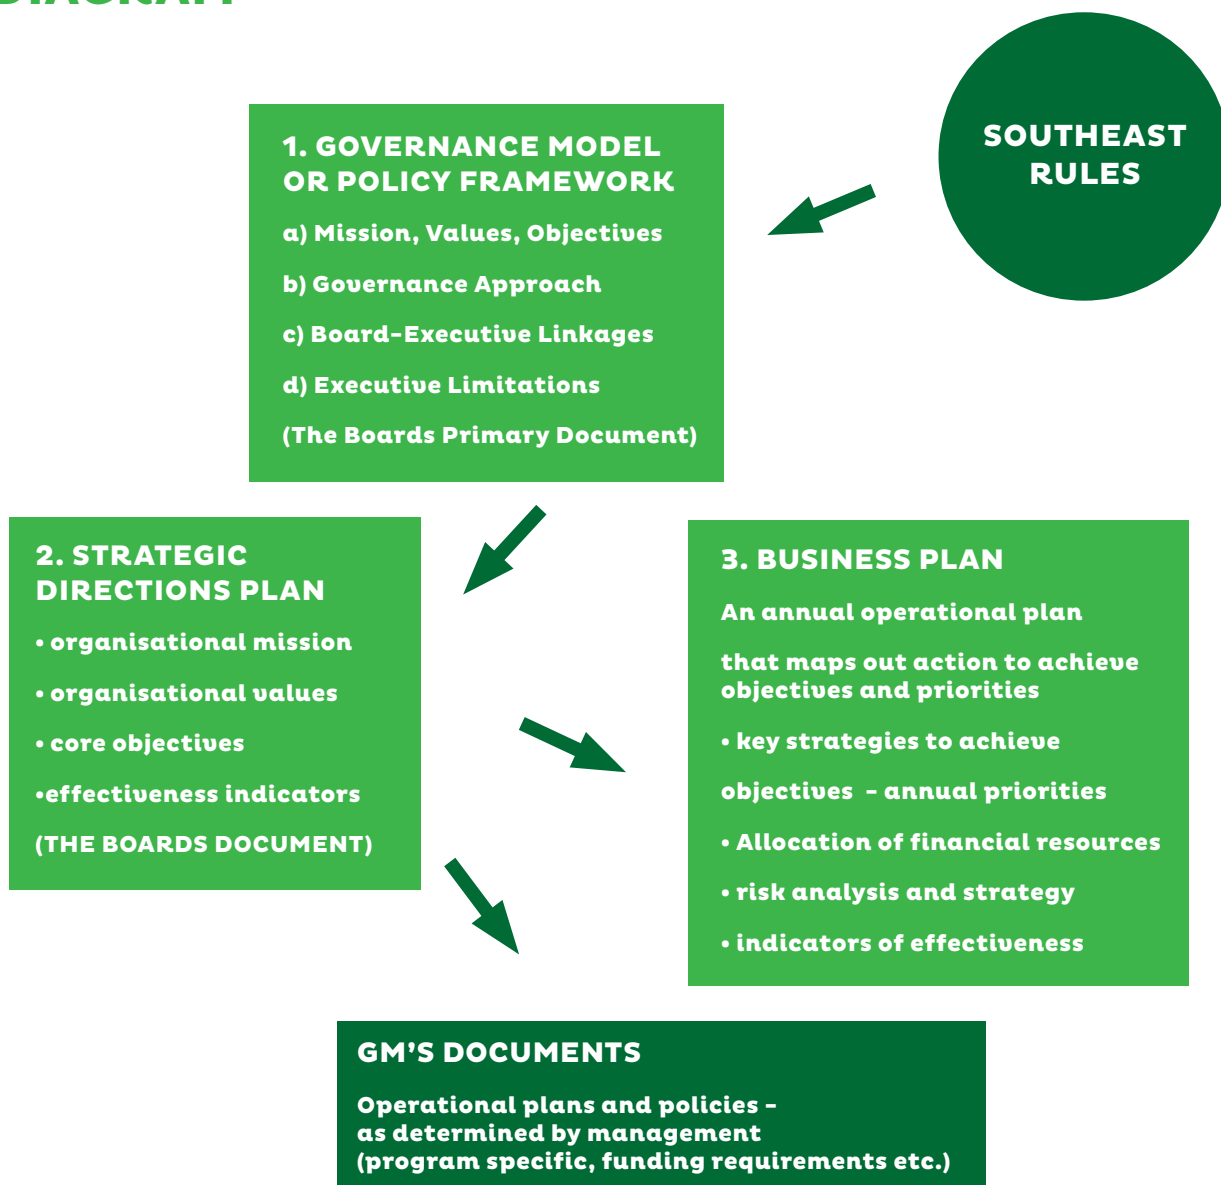 DIAGRAM
SOUTHEAST
RULES
1. GOVERNANCE MODEL
OR POLICY FRAMEWORK
a) Mission, Values, Objectives
b) Governance Approach
c) Board-Executive Linkages
d) Executive Limitations
(The Boards Primary Document)
2. STRATEGIC
DIRECTIONS PLAN
• organisational mission
• organisational values
• core objectives
•effectiveness indicators
(THE BOARDS DOCUMENT)
3. BUSINESS PLAN
An annual operational plan
that maps out action to achieve
objectives and priorities
• key strategies to achieve
objectives - annual priorities
• Allocation of financial resources
• risk analysis and strategy
• indicators of effectiveness
GM'S DOCUMENTS
Operational plans and policies -
as determined by management
(program specific, funding requirements etc.)